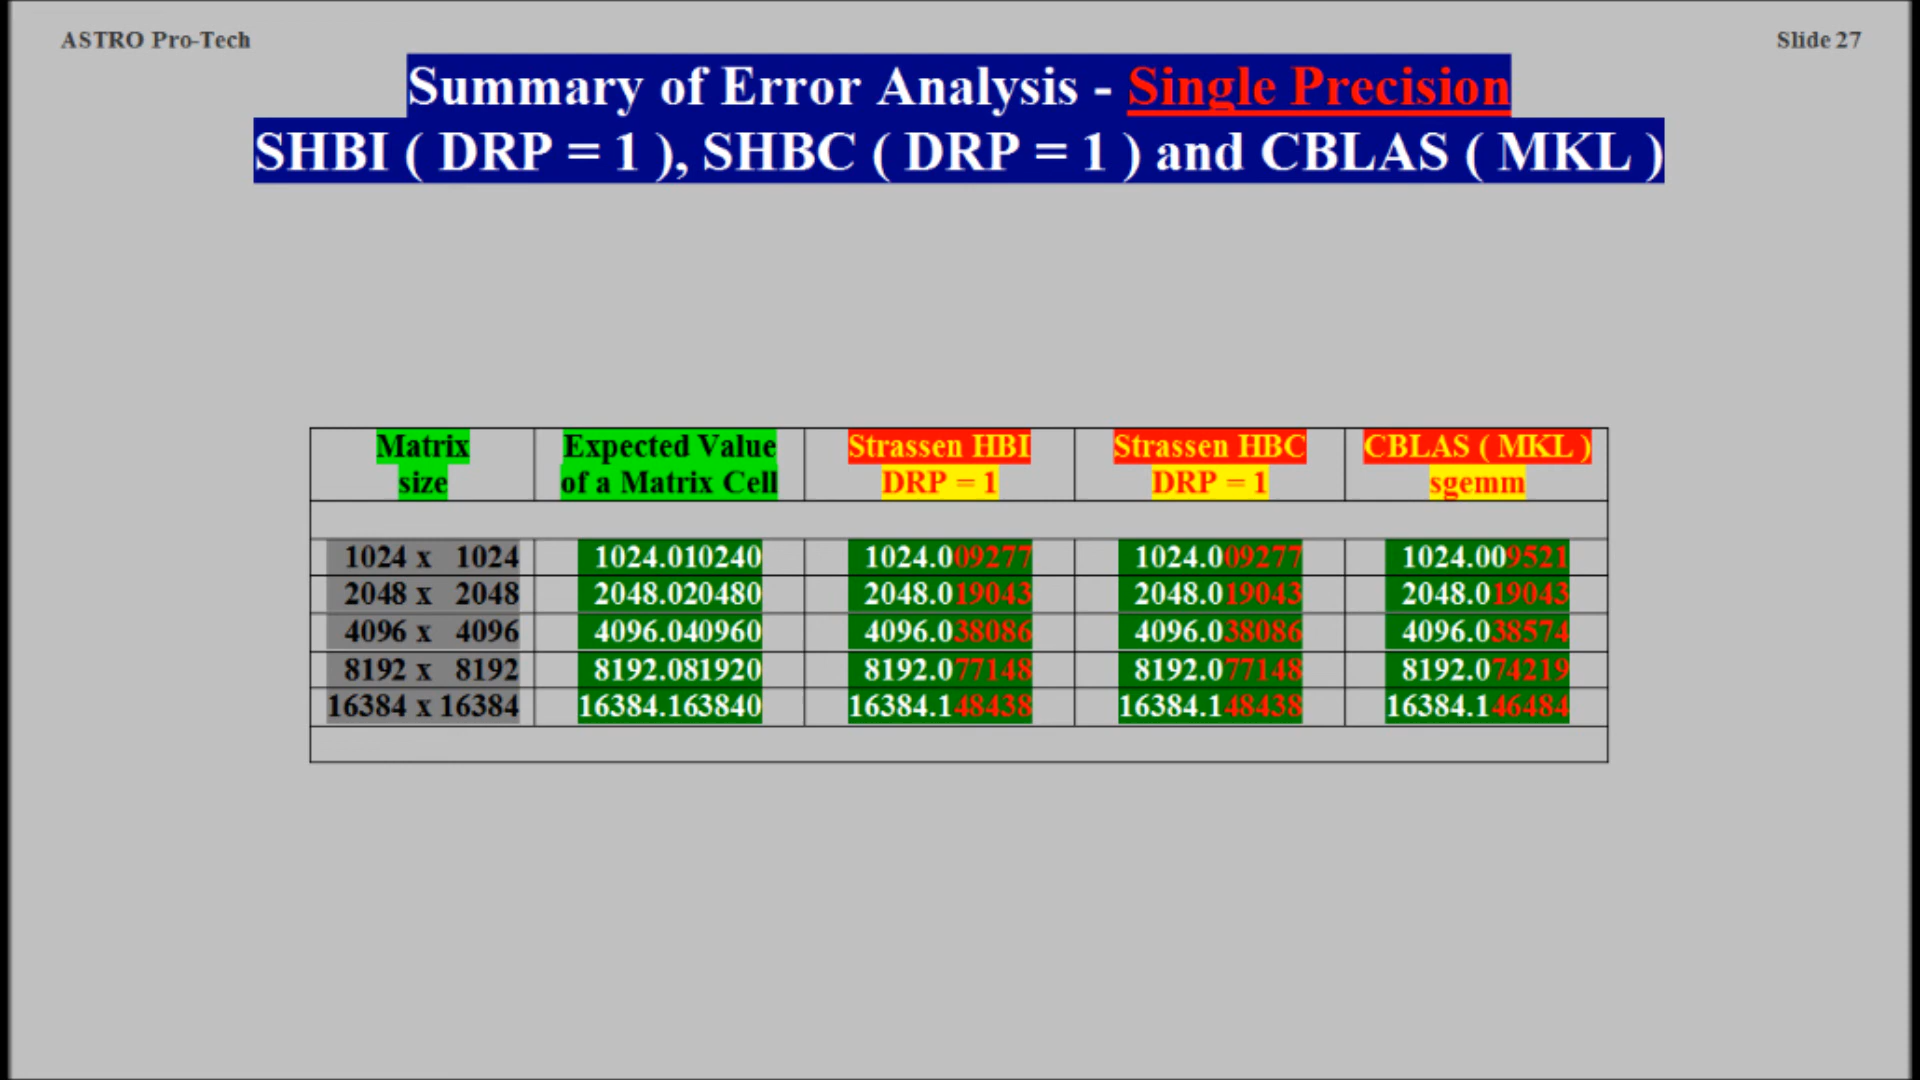 ASTRO Pro-Tech
Slide 27
Summary of Error Analysis - Single Precision
SHBI ( DRP = 1 ), SHBC ( DRP = 1 ) and CBLAS ( MKL )
Matrix size Expected Value of a Matrix Cell Strassen HBI DRP = 1 Strassen HBC DRP = 1 CBLAS ( MKL ) sgemm
1024 x 1024 1024.010240 1024.009277 1024.009277 1024.009521
2048 x 2048 2048.020480 2048.019043 2048.019043 2048.019043
4096 x 4096 4096.040960 4096.038086 4096.038086 4096.038574
8192 x 8192 8192.081920 8192.077148 8192.077148 8192.074219
16384 x 16384 16384.163840 16384.148438 16384.148438 16384.146484